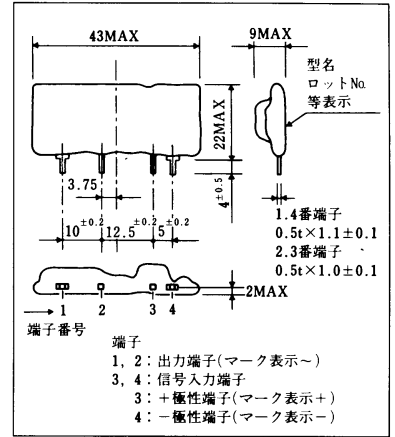 43MAX
9MAX
型名
ロットNo.
等表示
22MAX
3.75
4±0.5
10±0.2
12.5±0.2
5±0.2
1.4番端子
0.5t×1.1±0.1
2.3番端子
0.5t×1.0±0.1
2MAX
1 2 3 4
端子番号
端子
1, 2：出力端子(マーク表示～)
3, 4：信号入力端子
3：＋極性端子(マーク表示＋)
4：－極性端子(マーク表示－)